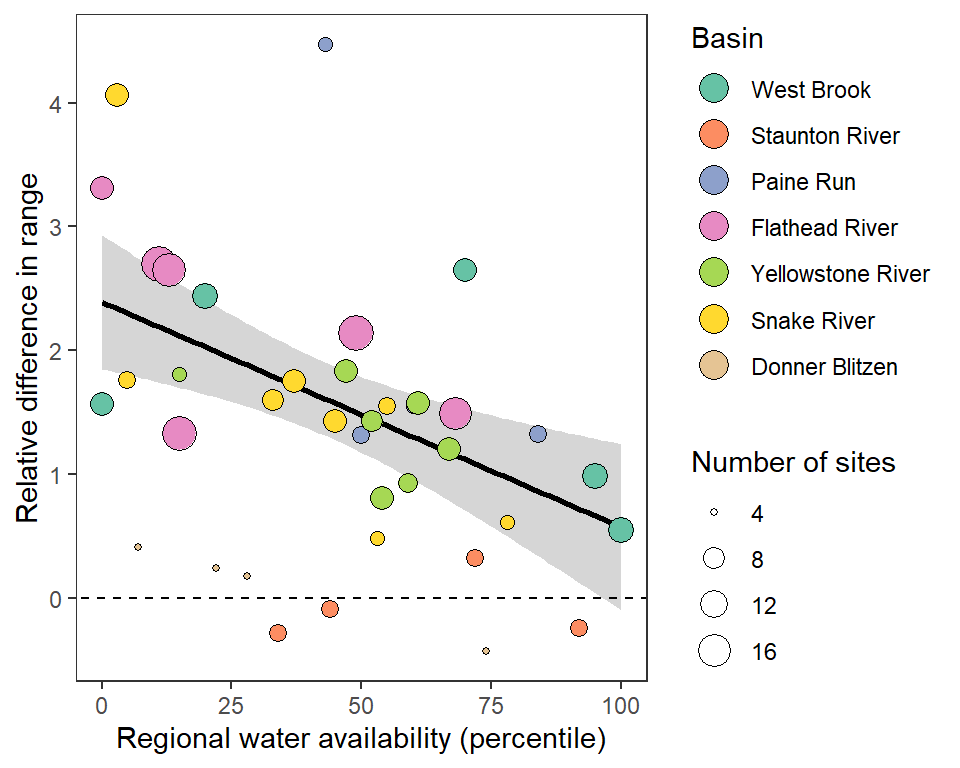 Relative difference in range
4
3
2
1
0
0 25 50 75 100
Regional water availability (percentile)
Basin
West Brook
Staunton River
Paine Run
Flathead River
Yellowstone River
Snake River
Donner Blitzen
Number of sites
4
8
12
16